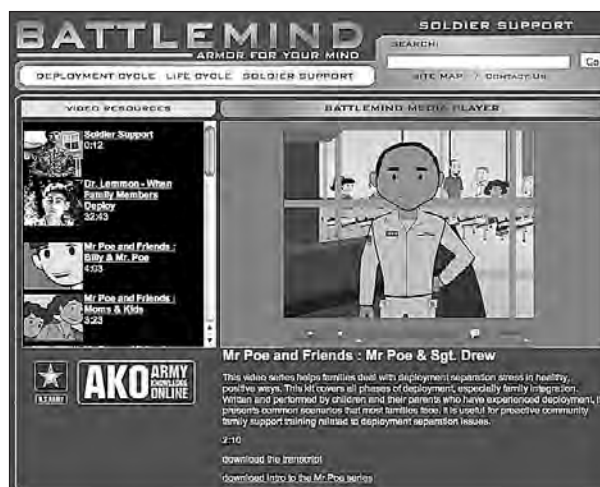 BATTLEMIND
ARMOR FOR YOUR MIND
SOLDIER SUPPORT
SEARCH:
Go
DEPLOYMENT CYCLE LIFE CYCLE SOLDIER SUPPORT
SITE MAP CONTACT US
VIDEO RESOURCES
BATTLEMIND MEDIA PLAYER
Soldier Support
0:12
Dr. Lemmon - When
Family Members
Deploy
32:43
Mr Poe and Friends :
Billy & Mr. Poe
4:03
Mr Poe and Friends :
Moms & Kids
3:23
U.S. ARMY
AKO ARMY
KNOWLEDGE
ONLINE
Mr Poe and Friends : Mr Poe & Sgt. Drew
This video series helps families deal with deployment separation stress in healthy,
positive ways. This kit covers all phases of deployment, especially family integration.
Written and performed by children and their parents who have experienced deployment, it
presents common scenarios that most families face. It is useful for proactive community
family support training related to deployment separation issues.
2:10
download the transcript
download Intro to the Mr Poe series